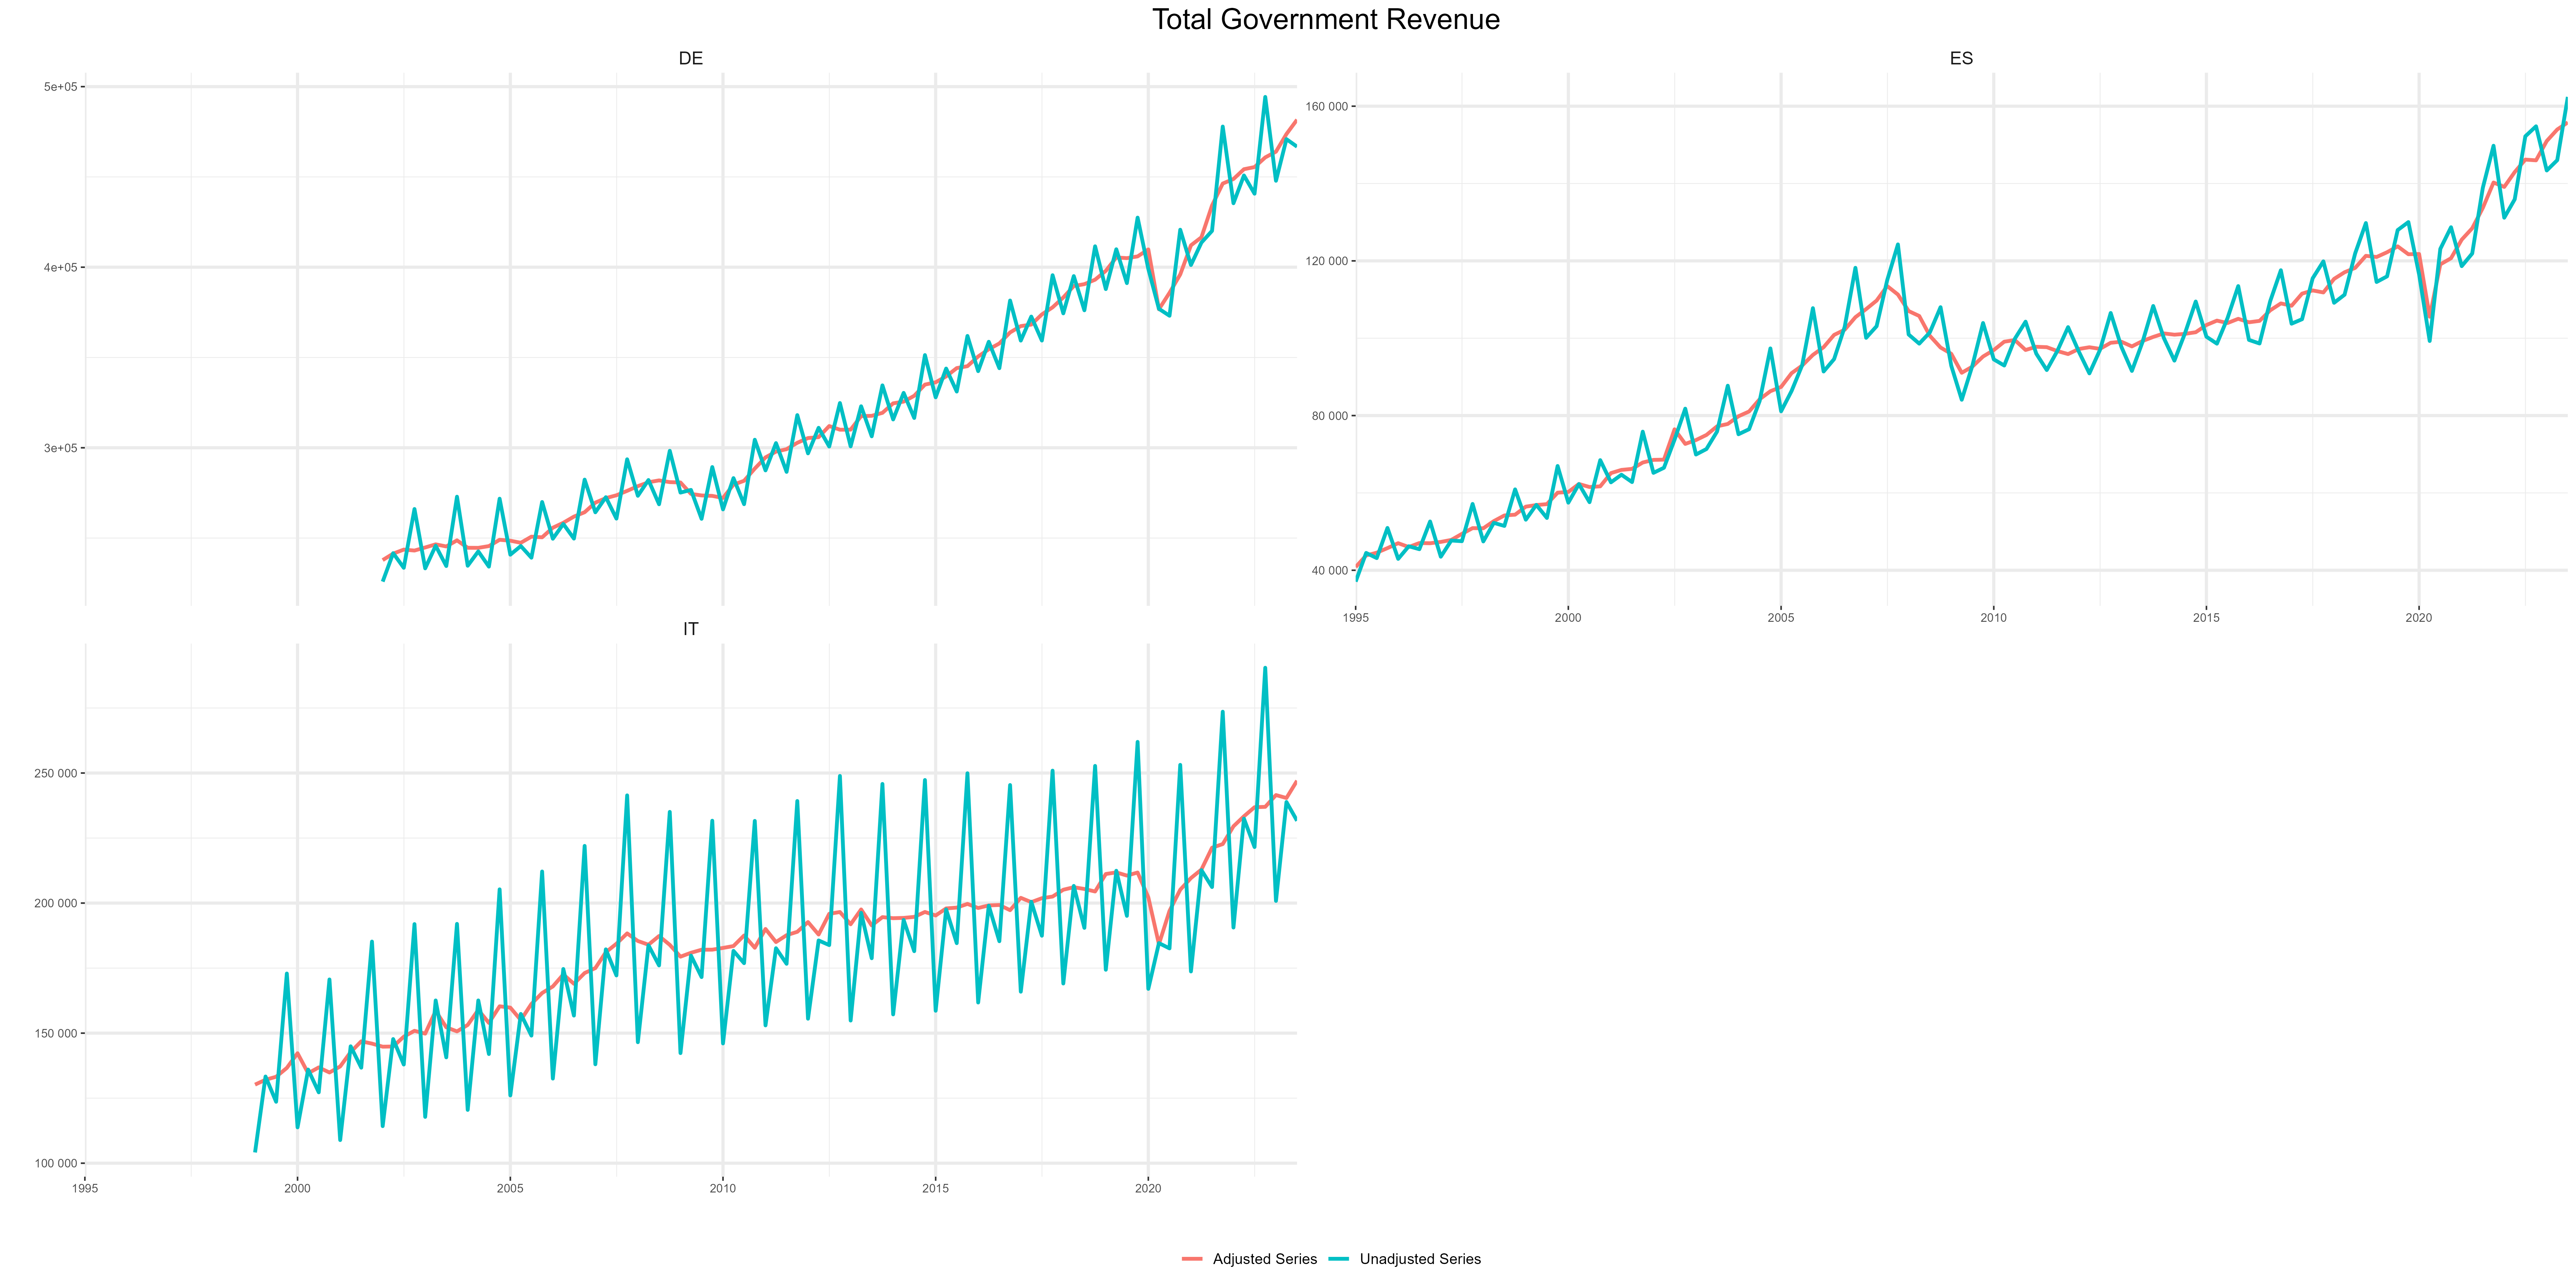 Total Government Revenue
DE
5e+05
4e+05
3e+05
ES
160 000
120 000
80 000
40 000
1995 2000 2005 2010 2015 2020
IT
250 000
200 000
150 000
100 000
1995 2000 2005 2010 2015 2020
Adjusted Series Unadjusted Series